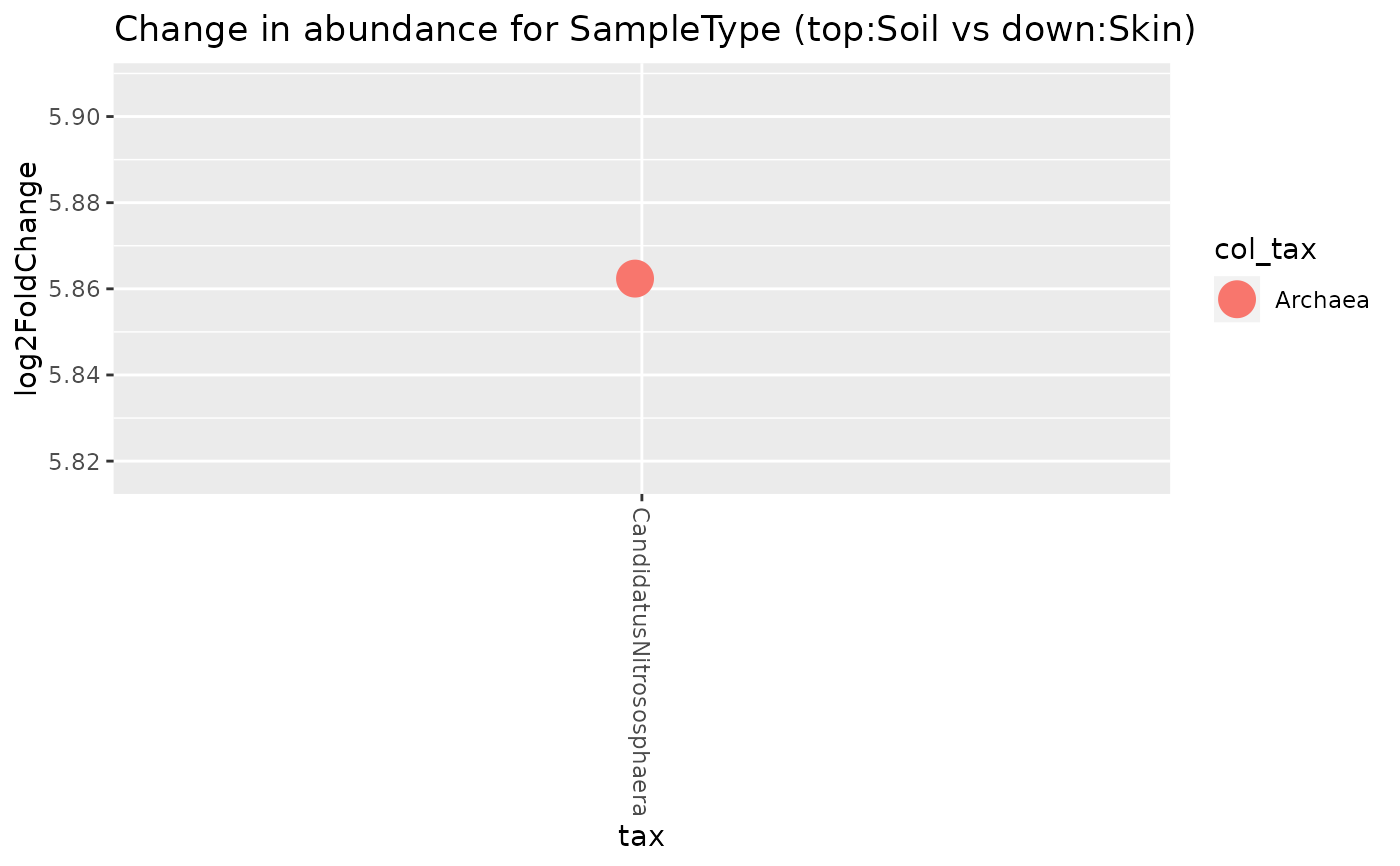 Change in abundance for SampleType (top:Soil vs down:Skin)
log2FoldChange
5.90
5.88
5.86
5.84
5.82
CandidatusNitrososphaera
tax
col_tax
Archaea